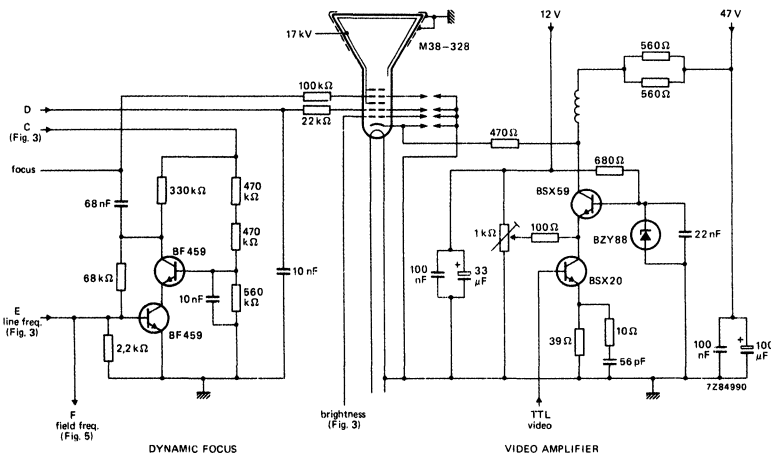 12 V
47 V
17 kV
M38-328
560 Ω
560 Ω
100 kΩ
D
22 kΩ
C
(Fig. 3)
470 Ω
680 Ω
focus
330 kΩ
470
kΩ
68 nF
BSX59
470
kΩ
1 kΩ
100 Ω
BZY88
22 nF
BF459
68 kΩ
10 nF
10 nF
560
kΩ
100
nF
+
33
μF
BSX20
E
line freq.
(Fig. 3)
BF459
2,2 kΩ
39 Ω
10 Ω
56 pF
100
nF
+
100
μF
7Z84990
F
field freq.
(Fig. 5)
brightness
(Fig. 3)
TTL
video
DYNAMIC FOCUS
VIDEO AMPLIFIER